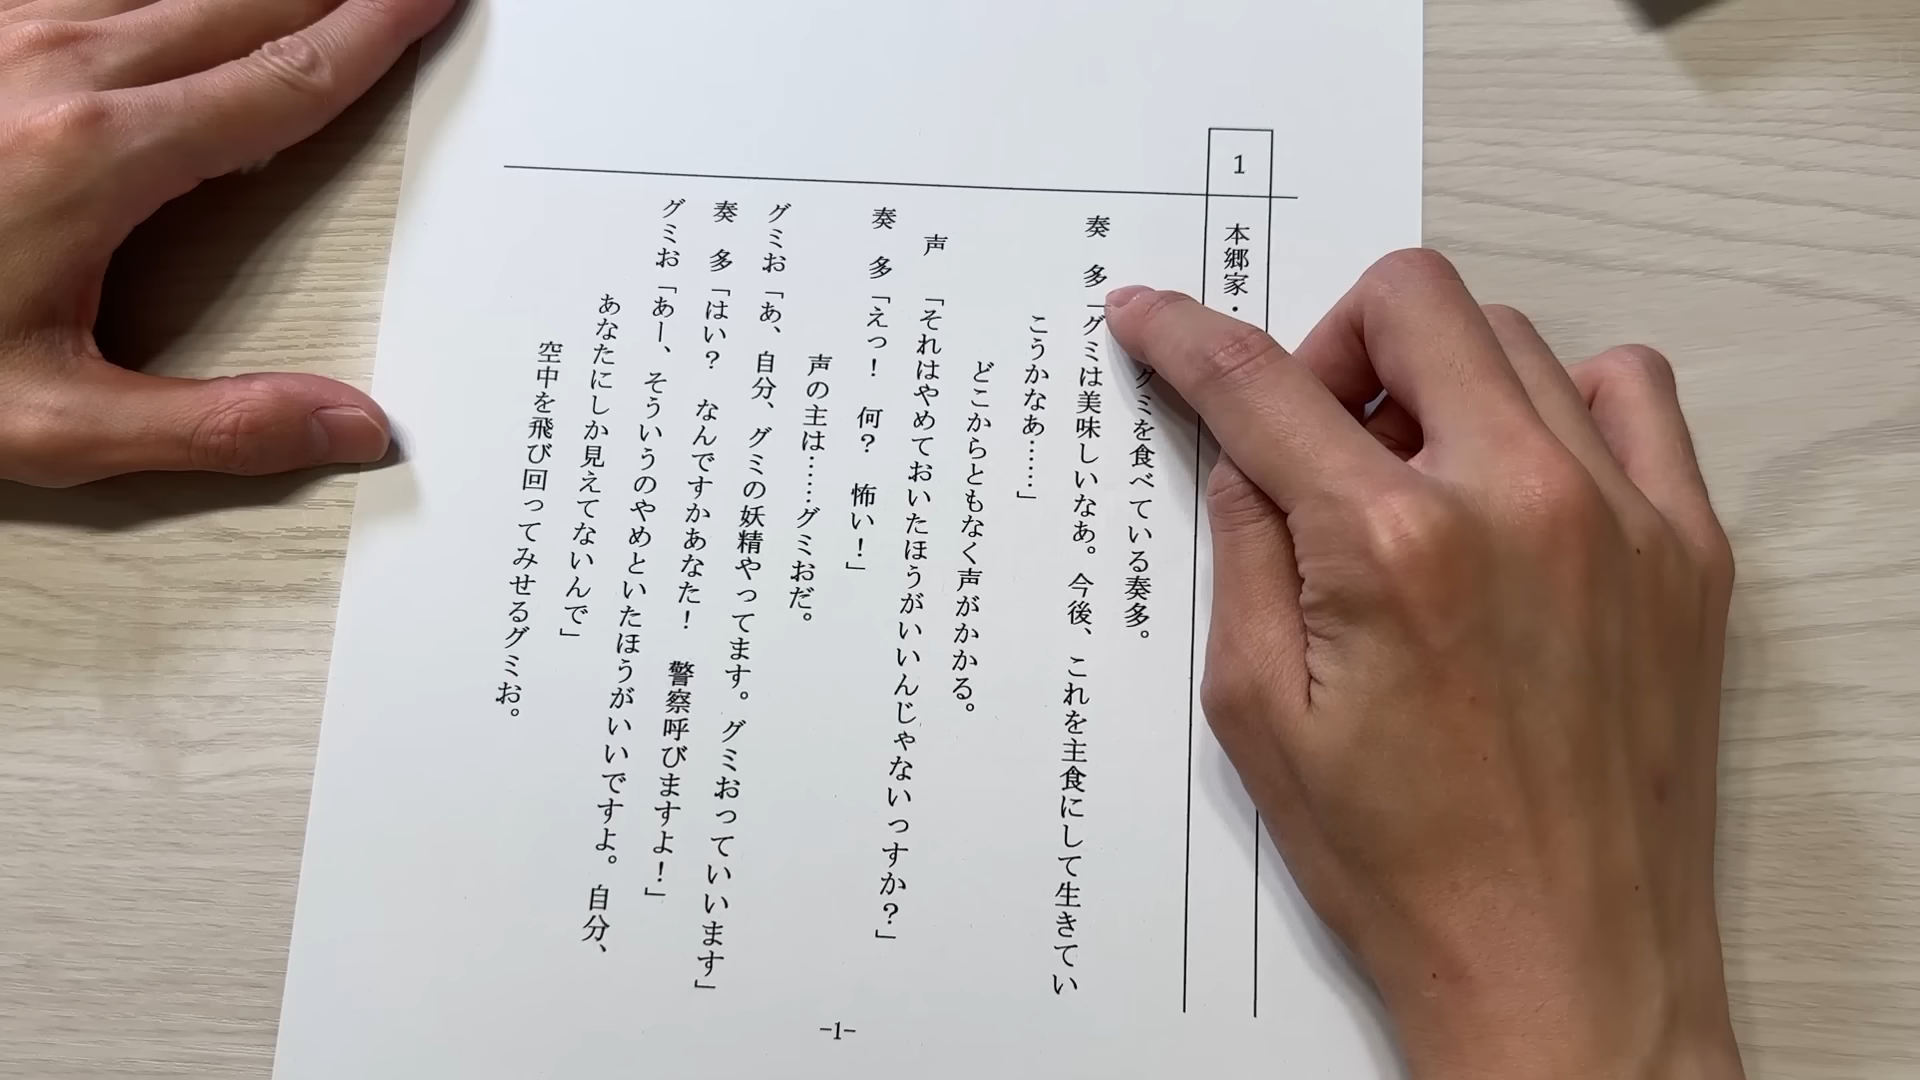 1
本郷家・
グミを食べている奏多。
奏　多「グミは美味しいなあ。今後、これを主食にして生きてい
こうかなあ……」
どこからともなく声がかかる。
声　「それはやめておいたほうがいいんじゃないっすか？」
奏　多「えっ！　何？　怖い！」
声の主は……グミおだ。
グミお「あ、自分、グミの妖精やってます。グミおっていいます」
奏　多「はい？　なんですかあなた！　警察呼びますよ！」
グミお「あー、そういうのやめといたほうがいいですよ。自分、
あなたにしか見えてないんで」
空中を飛び回ってみせるグミお。
-1-